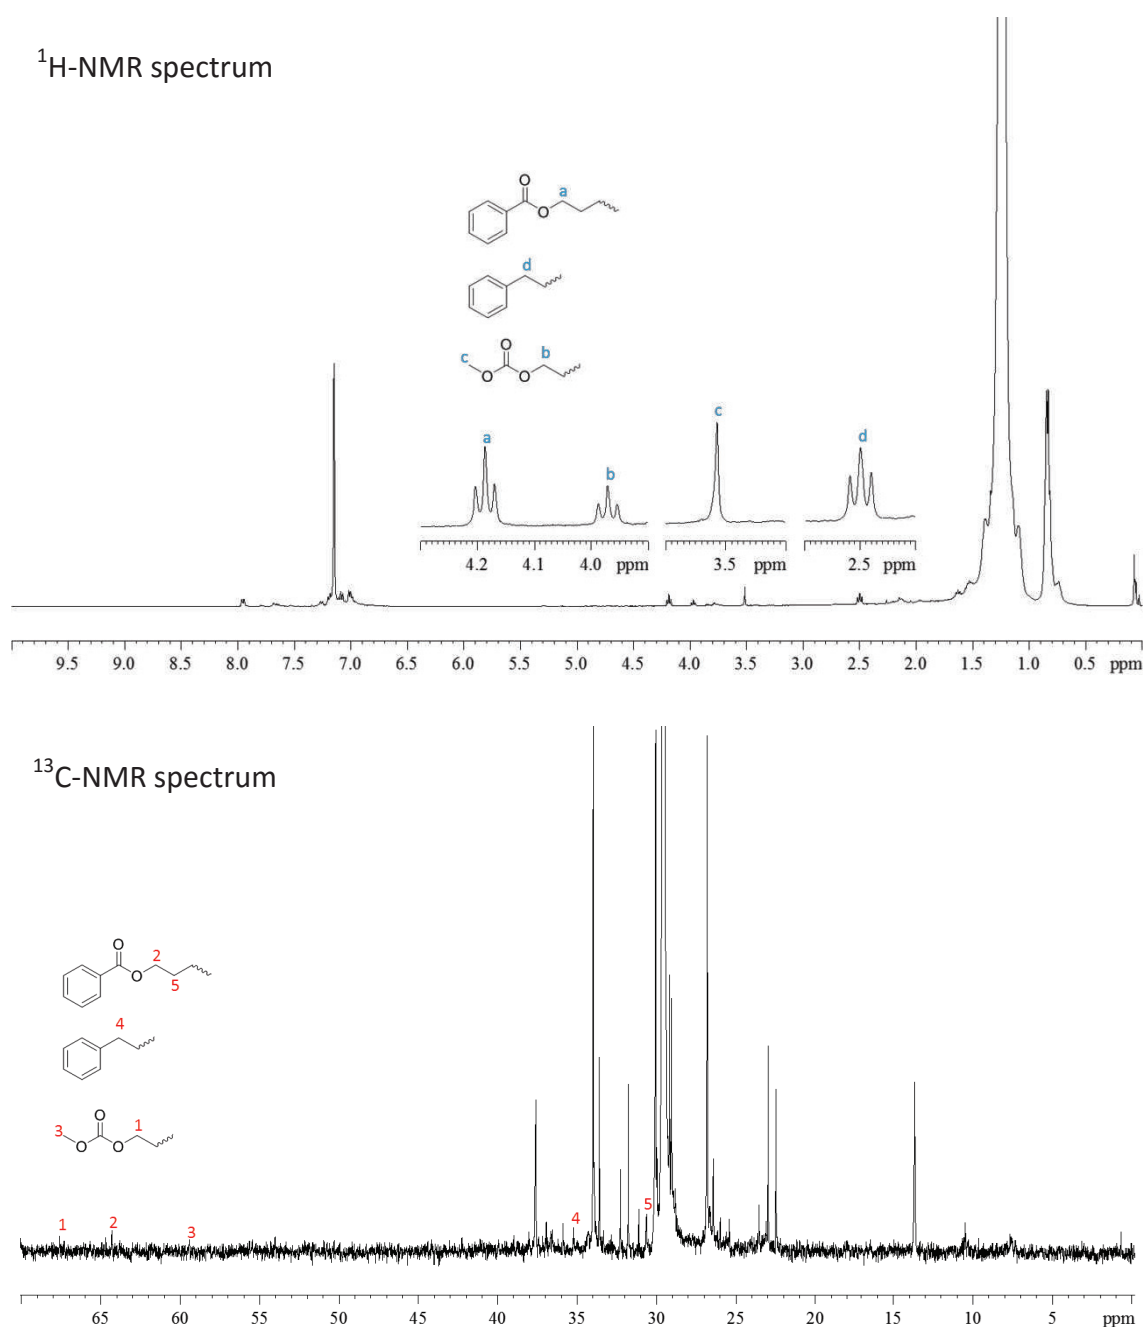 ¹H-NMR spectrum
O
O
a
d
O
c
O
O
b
a
b
c
d
4.2 4.1 4.0 ppm
3.5 ppm
2.5 ppm
9.5 9.0 8.5 8.0 7.5 7.0 6.5 6.0 5.5 5.0 4.5 4.0 3.5 3.0 2.5 2.0 1.5 1.0 0.5 ppm
¹³C-NMR spectrum
O
O
2
5
4
O
3
O
O
1
1
2
3
4
5
65 60 55 50 45 40 35 30 25 20 15 10 5 ppm